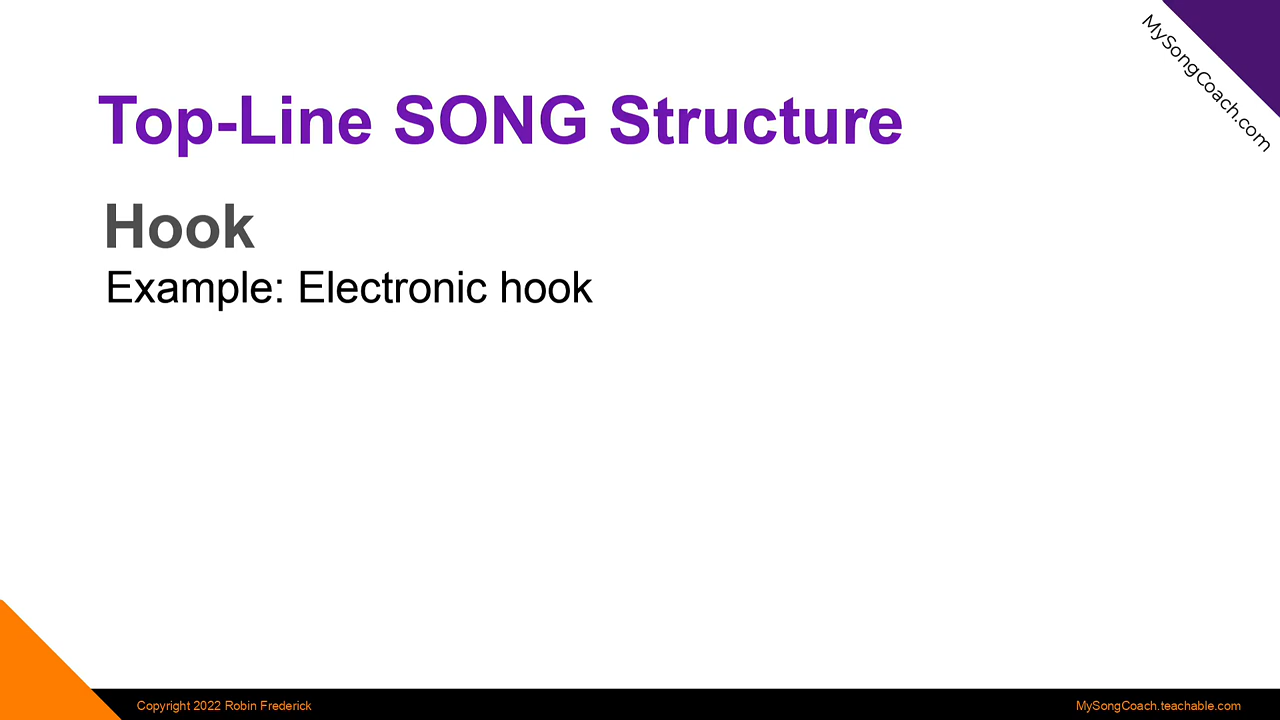 MySongCoach.com
Top-Line SONG Structure
Hook
Example: Electronic hook
Copyright 2022 Robin Frederick
MySongCoach.teachable.com